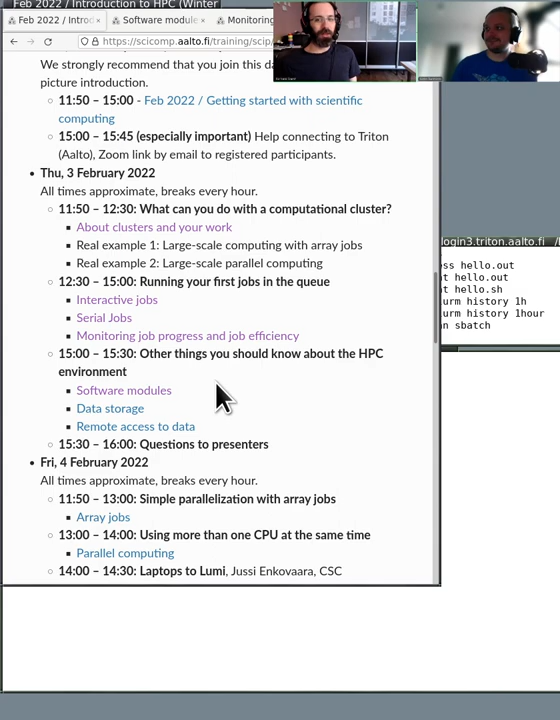 Feb 2022 / Introduction to HPC (Winter
Feb 2022 / Introd
Software module
Monitoring
https://scicomp.aalto.fi/training/scip
We strongly recommend that you join this da
picture introduction.
11:50 – 15:00 - Feb 2022 / Getting started with scientific
computing
15:00 – 15:45 (especially important) Help connecting to Triton
(Aalto), Zoom link by email to registered participants.
Thu, 3 February 2022
All times approximate, breaks every hour.
11:50 – 12:30: What can you do with a computational cluster?
About clusters and your work
Real example 1: Large-scale computing with array jobs
Real example 2: Large-scale parallel computing
12:30 – 15:00: Running your first jobs in the queue
Interactive jobs
Serial Jobs
Monitoring job progress and job efficiency
15:00 – 15:30: Other things you should know about the HPC
environment
Software modules
Data storage
Remote access to data
15:30 – 16:00: Questions to presenters
Fri, 4 February 2022
All times approximate, breaks every hour.
11:50 – 13:00: Simple parallelization with array jobs
Array jobs
13:00 – 14:00: Using more than one CPU at the same time
Parallel computing
14:00 – 14:30: Laptops to Lumi, Jussi Enkovaara, CSC
login3.triton.aalto.fi
ess hello.out
at hello.out
at hello.sh
urm history 1h
urm history 1hour
an sbatch